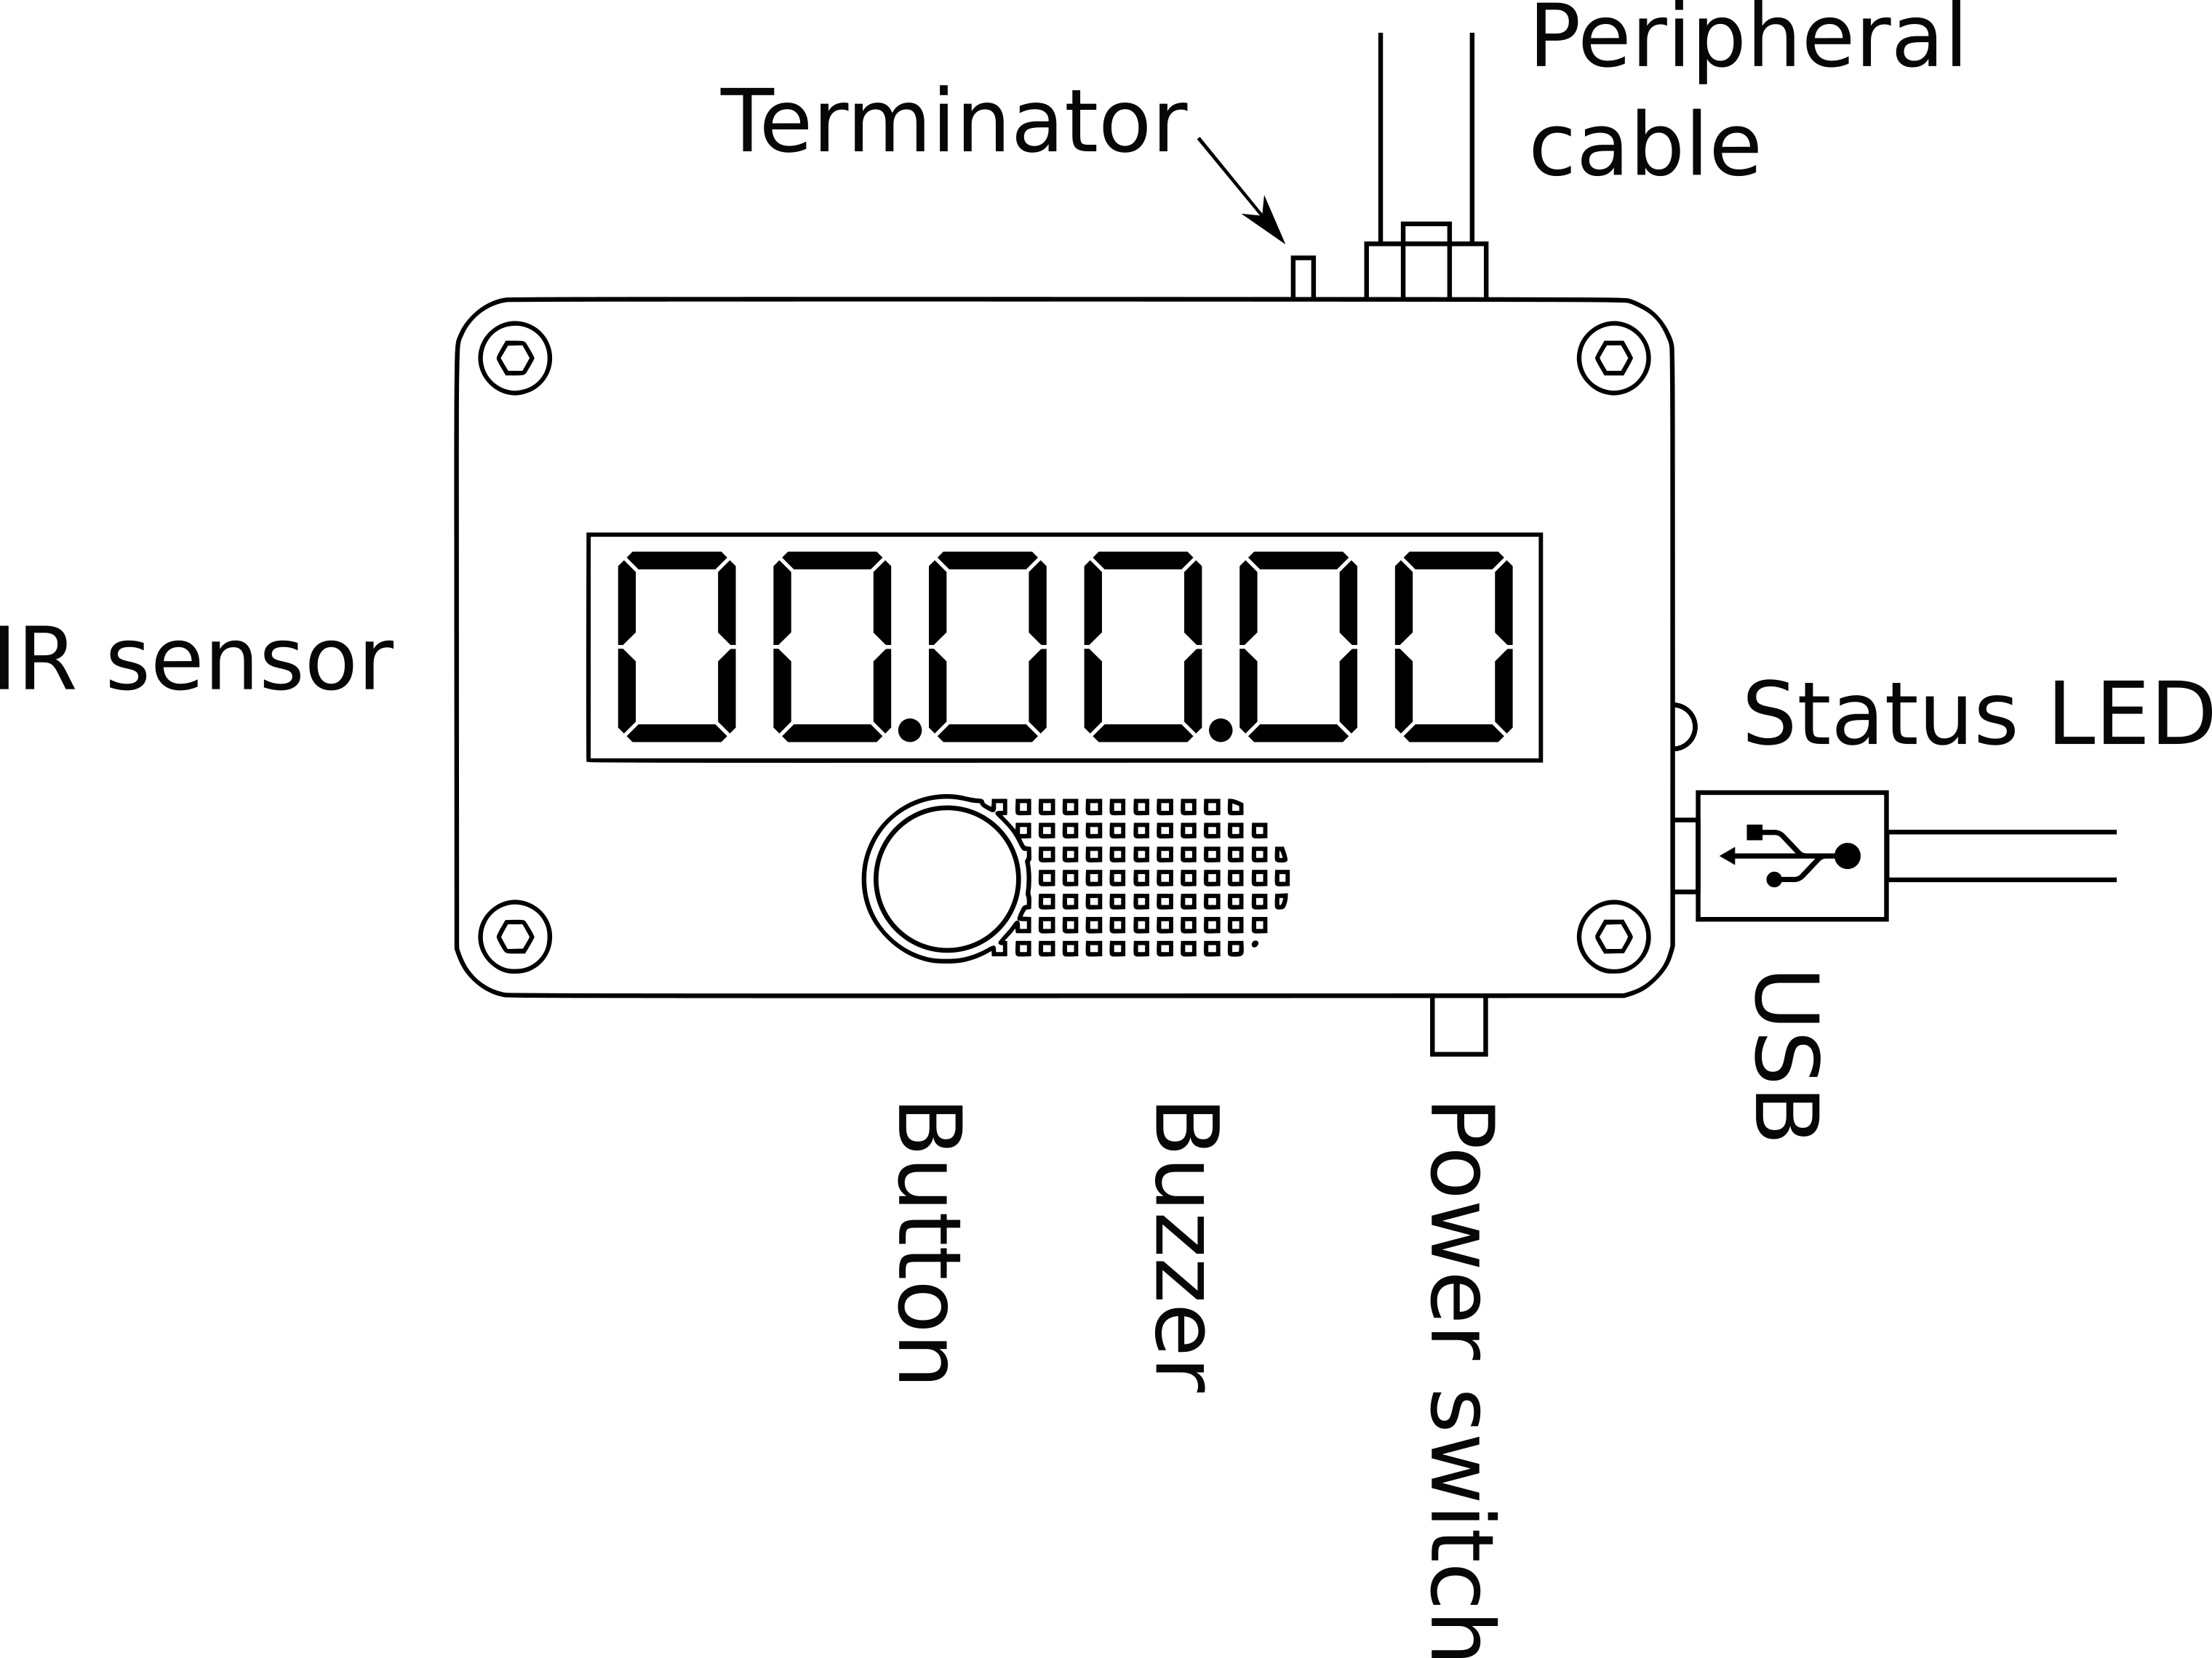 Peripheral
cable
Terminator
00.00.00
IR sensor
Status LED
USB
Button
Buzzer
Power switch